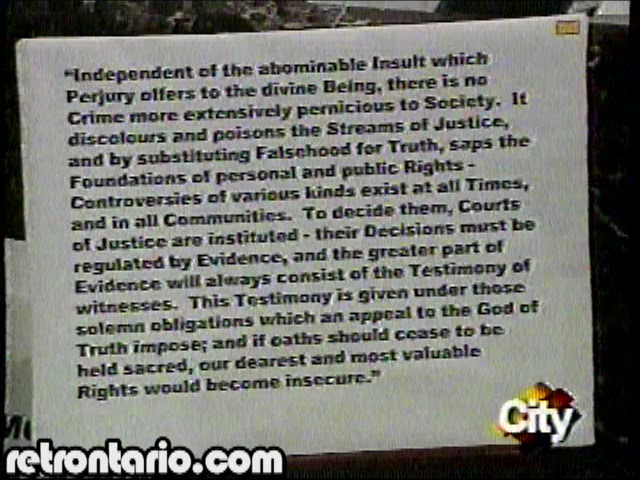 "Independent of the abominable Insult which
Perjury offers to the divine Being, there is no
Crime more extensively pernicious to Society. It
discolours and poisons the Streams of Justice,
and by substituting Falsehood for Truth, saps the
Foundations of personal and public Rights -
Controversies of various kinds exist at all Times,
and in all Communities. To decide them, Courts
of Justice are instituted - their Decisions must be
regulated by Evidence, and the greater part of
Evidence will always consist of the Testimony of
witnesses. This Testimony is given under those
solemn obligations which an appeal to the God of
Truth impose; and if oaths should cease to be
held sacred, our dearest and most valuable
Rights would become insecure."
City
retrontario.com